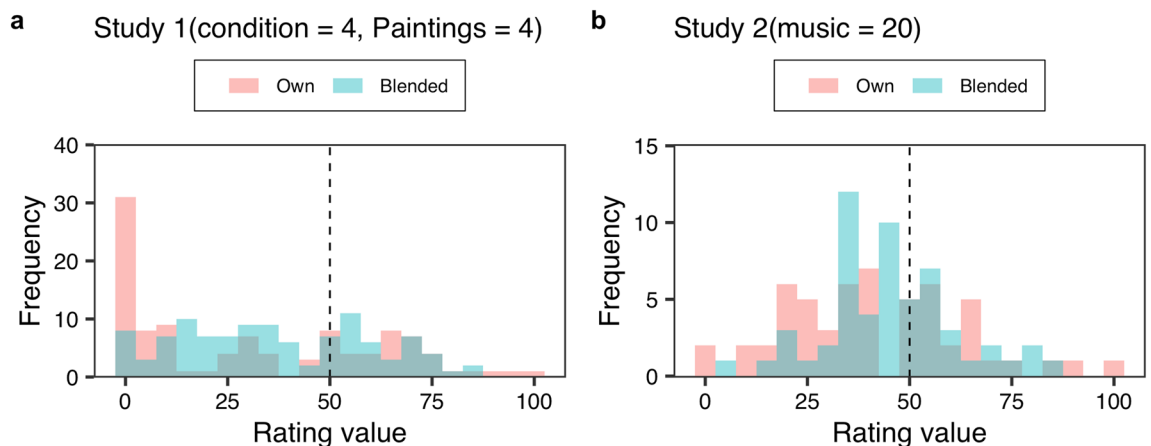 a
Study 1(condition = 4, Paintings = 4)
Own Blended
Frequency
40
30
20
10
0
0 25 50 75 100
Rating value
b
Study 2(music = 20)
Own Blended
Frequency
15
10
5
0
0 25 50 75 100
Rating value